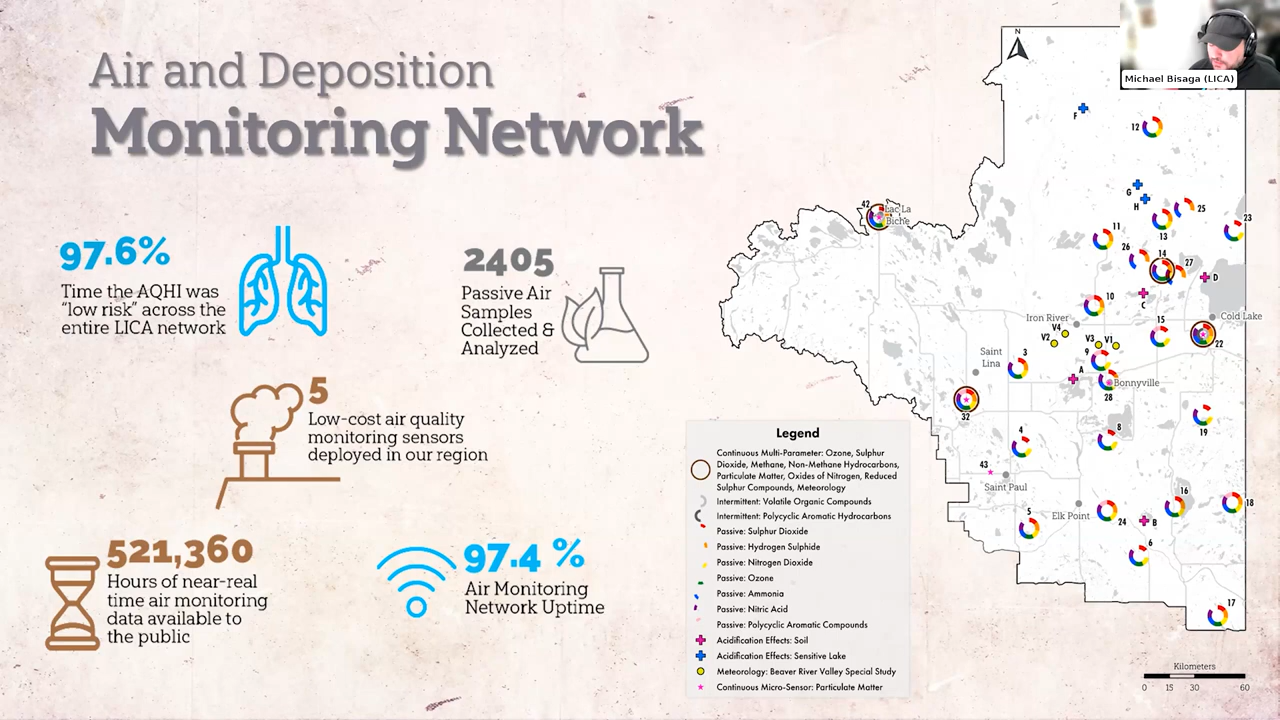 Air and Deposition
Monitoring Network
97.6%
Time the AQHI was
“low risk” across the
entire LICA network
2405
Passive Air
Samples
Collected &
Analyzed
5
Low-cost air quality
monitoring sensors
deployed in our region
521,360
Hours of near-real
time air monitoring
data available to
the public
97.4 %
Air Monitoring
Network Uptime
Michael Bisaga (LICA)
N
F
12
G
H
25
23
42
Lac La
Biche
13
11
26
14
27
D
C
10
Iron River
Cold Lake
V4
V2
V3
V1
15
22
9
Saint
Lina
3
A
Bonnyville
28
32
19
8
4
43
Saint Paul
16
18
Elk Point
24
B
5
6
17
Legend
Continuous Multi-Parameter: Ozone, Sulphur
Dioxide, Methane, Non-Methane Hydrocarbons,
Particulate Matter, Oxides of Nitrogen, Reduced
Sulphur Compounds, Meteorology
Intermittent: Volatile Organic Compounds
Intermittent: Polycyclic Aromatic Hydrocarbons
Passive: Sulphur Dioxide
Passive: Hydrogen Sulphide
Passive: Nitrogen Dioxide
Passive: Ozone
Passive: Ammonia
Passive: Nitric Acid
Passive: Polycyclic Aromatic Compounds
Acidification Effects: Soil
Acidification Effects: Sensitive Lake
Meteorology: Beaver River Valley Special Study
Continuous Micro-Sensor: Particulate Matter
Kilometers
0 15 30 60